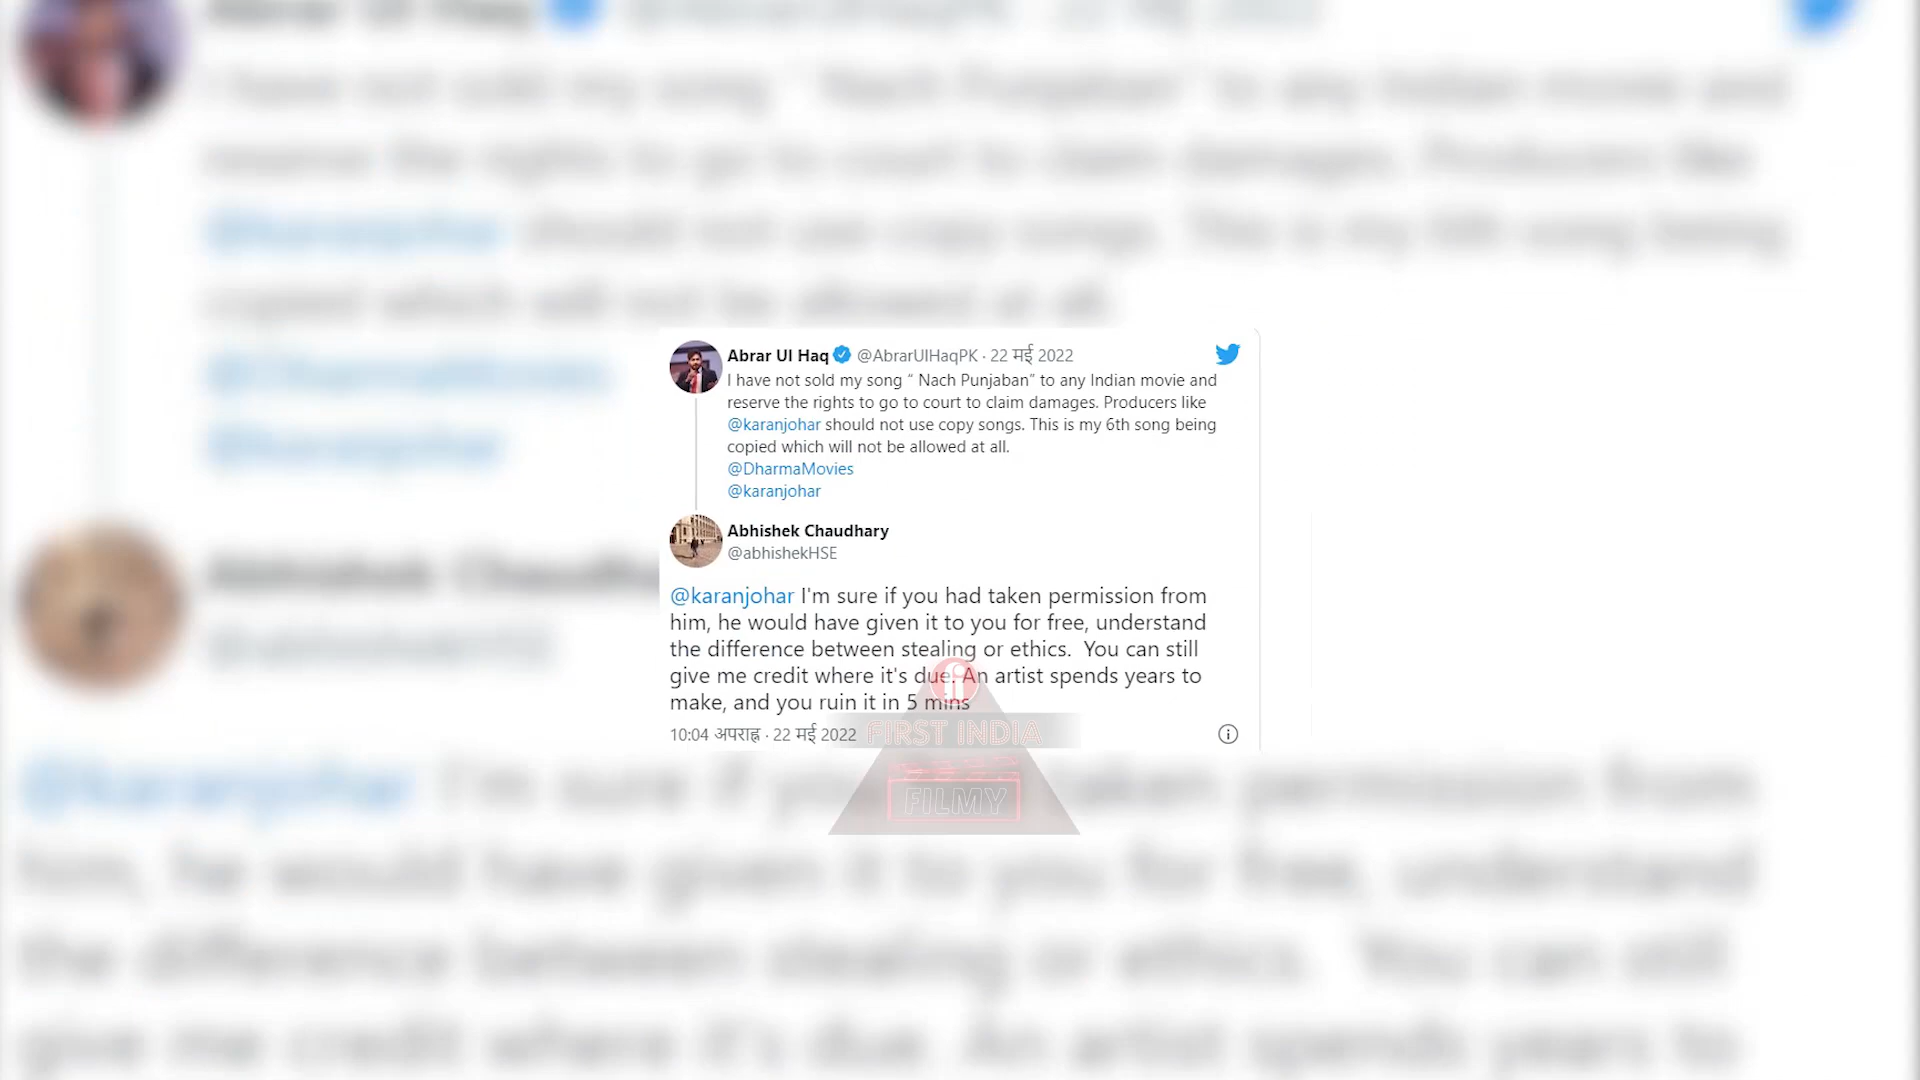 Abrar Ul Haq @AbrarUlHaqPK · 22 मई 2022
I have not sold my song “ Nach Punjaban” to any Indian movie and
reserve the rights to go to court to claim damages. Producers like
@karanjohar should not use copy songs. This is my 6th song being
copied which will not be allowed at all.
@DharmaMovies
@karanjohar
Abhishek Chaudhary
@abhishekHSE
@karanjohar I'm sure if you had taken permission from
him, he would have given it to you for free, understand
the difference between stealing or ethics.  You can still
give me credit where it's due. An artist spends years to
make, and you ruin it in 5 mins
10:04 अपराह्न · 22 मई 2022
fi
FIRST INDIA
FILMY